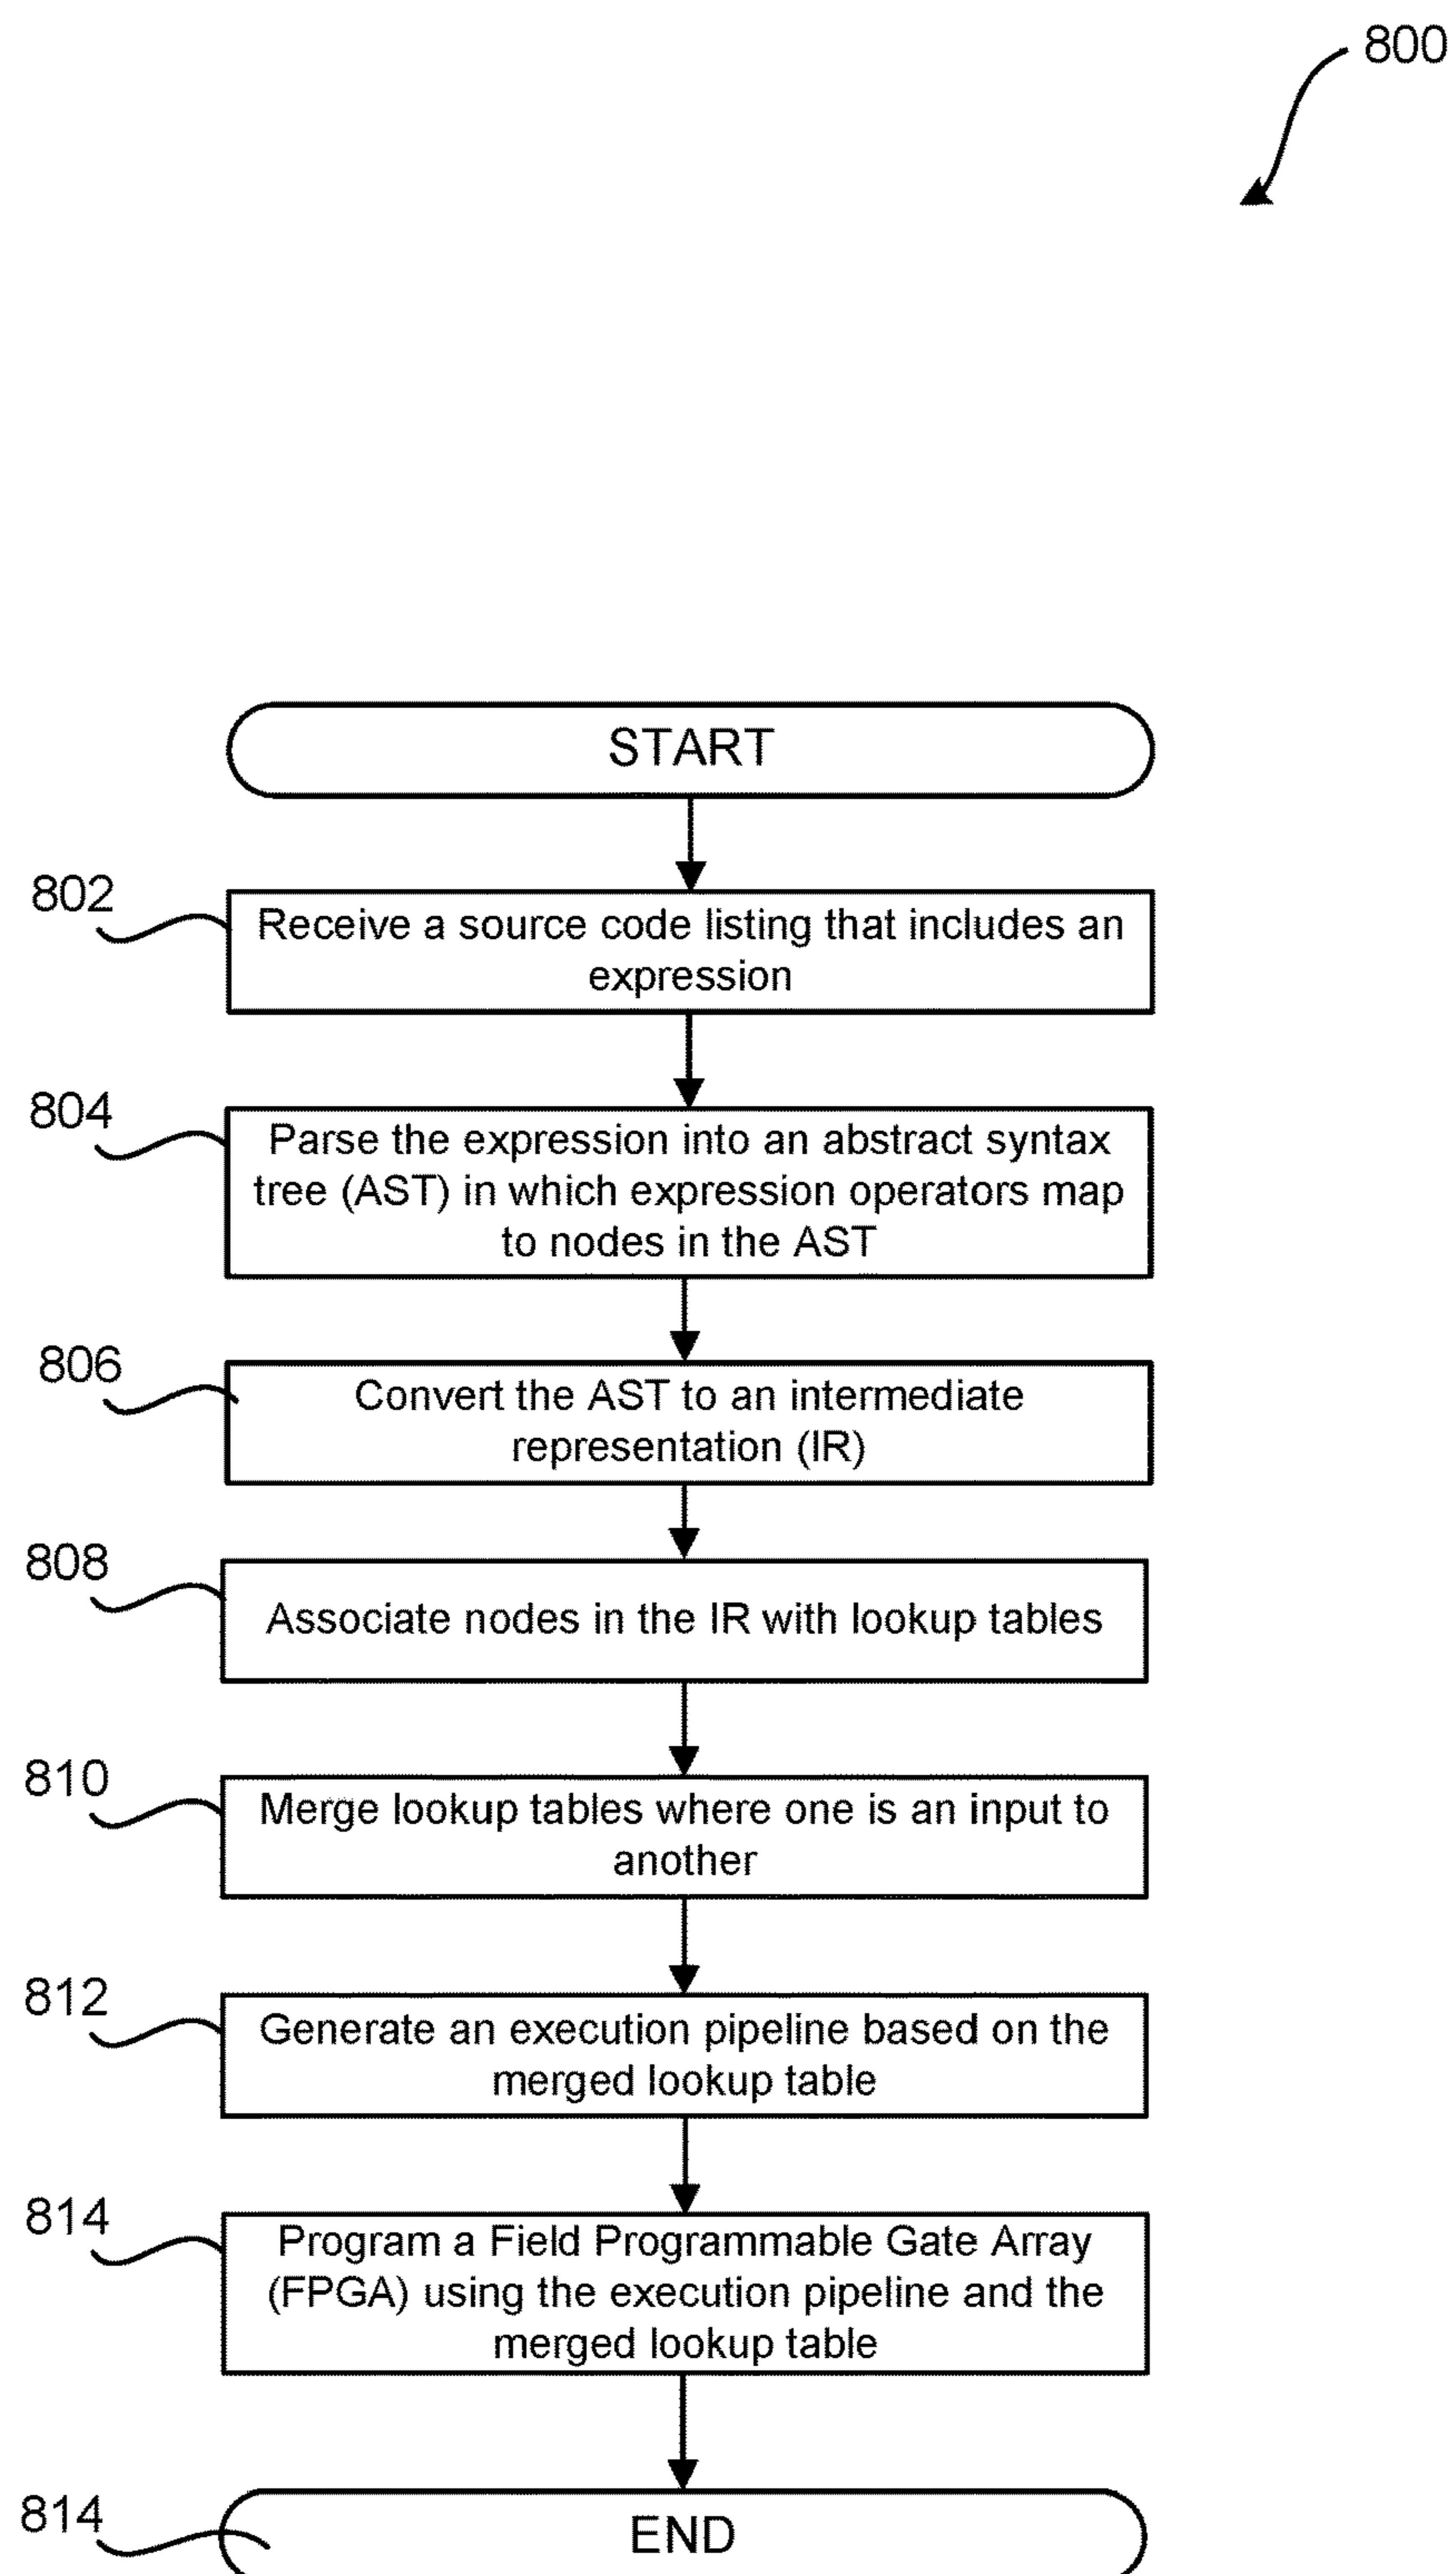 800
START
802
Receive a source code listing that includes an
expression
804
Parse the expression into an abstract syntax
tree (AST) in which expression operators map
to nodes in the AST
806
Convert the AST to an intermediate
representation (IR)
808
Associate nodes in the IR with lookup tables
810
Merge lookup tables where one is an input to
another
812
Generate an execution pipeline based on the
merged lookup table
814
Program a Field Programmable Gate Array
(FPGA) using the execution pipeline and the
merged lookup table
814
END